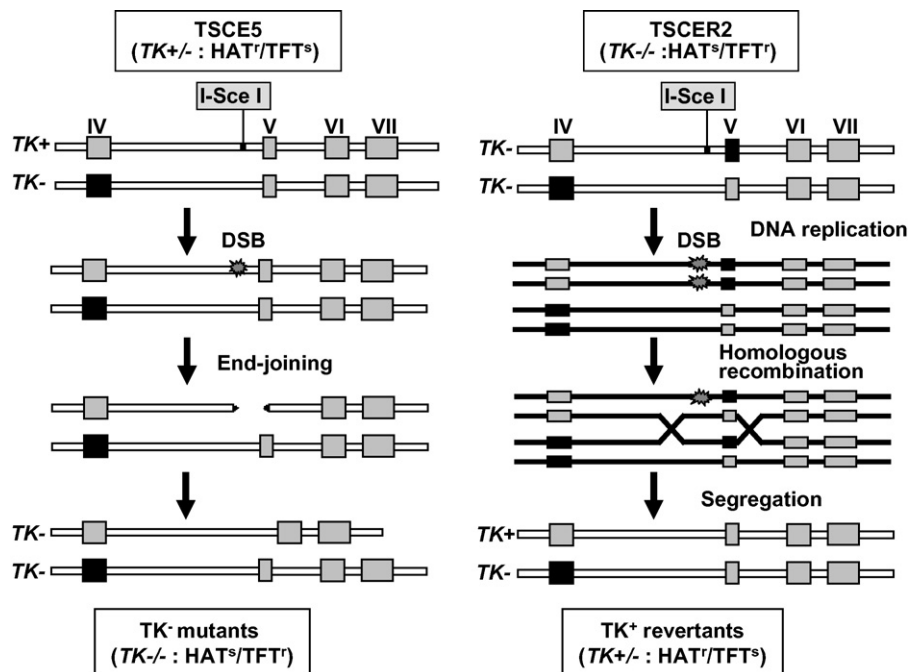 TSCE5
(TK+/- : HATʳ/TFTˢ)
I-Sce I
IV V VI VII
TK+
TK-
DSB
End-joining
TK-
TK-
TK⁻ mutants
(TK-/- : HATˢ/TFTʳ)
TSCER2
(TK-/- :HATˢ/TFTʳ)
I-Sce I
IV V VI VII
TK-
TK-
DNA replication
DSB
Homologous
recombination
Segregation
TK+
TK-
TK⁺ revertants
(TK+/- : HATʳ/TFTˢ)